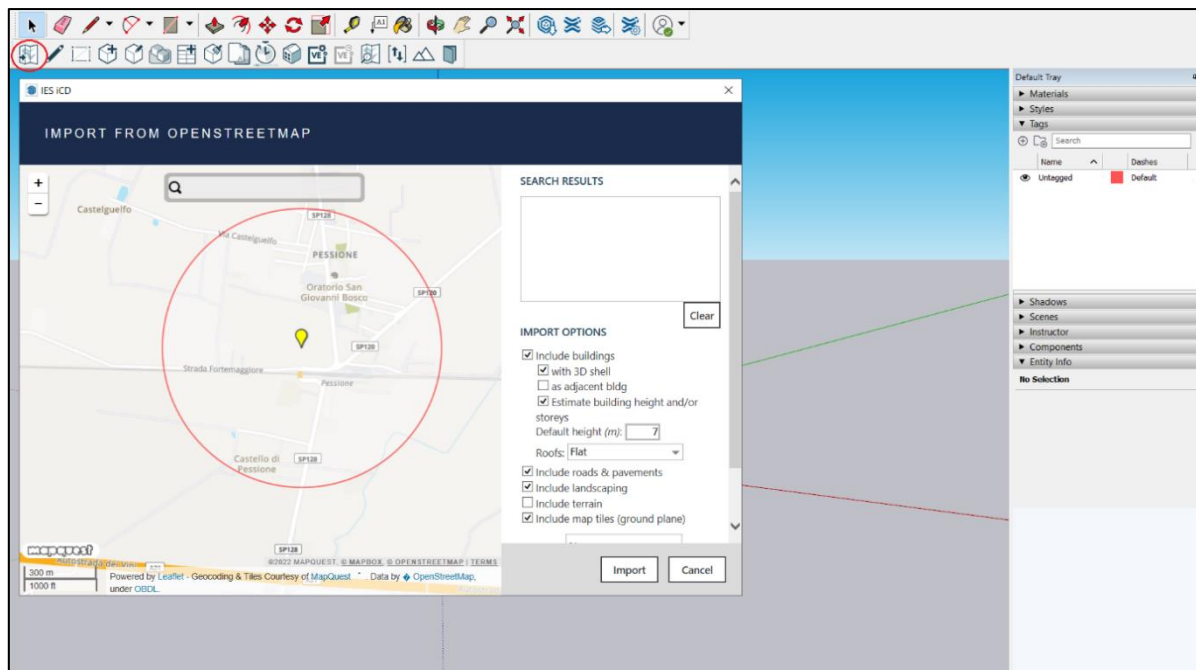 A1
VE
VE
IES iCD
IMPORT FROM OPENSTREETMAP
+
−
Castelguelfo
SP128
Via Castelguelfo
PESSIONE
Oratorio San
Giovanni Bosco
SP128
Strada Fortemaggiore
Pessione
Castello di
Pessione
SP128
mapquest
SP128
©2022 MAPQUEST, © MAPBOX, © OPENSTREETMAP | TERMS
300 m
1000 ft
Powered by Leaflet - Geocoding & Tiles Courtesy of MapQuest . Data by � OpenStreetMap,
under OBDL.
SEARCH RESULTS
Clear
IMPORT OPTIONS
Include buildings
with 3D shell
as adjacent bldg
Estimate building height and/or
storeys
Default height (m): 7
Roofs: Flat
Include roads & pavements
Include landscaping
Include terrain
Include map tiles (ground plane)
Import
Cancel
Default Tray
Materials
Styles
Tags
Search
Name Dashes
Untagged Default
Shadows
Scenes
Instructor
Components
Entity Info
No Selection